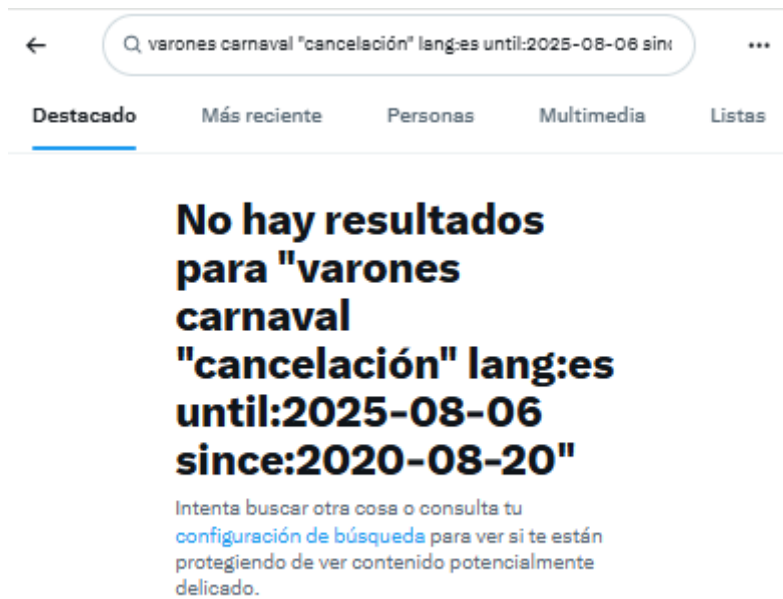 varones carnaval "cancelación" lang:es until:2025-08-06
Destacado Más reciente Personas Multimedia Listas
No hay resultados
para "varones
carnaval
"cancelación" lang:es
until:2025-08-06
since:2020-08-20"
Intenta buscar otra cosa o consulta tu
configuración de búsqueda para ver si te están
protegiendo de ver contenido potencialmente
delicado.